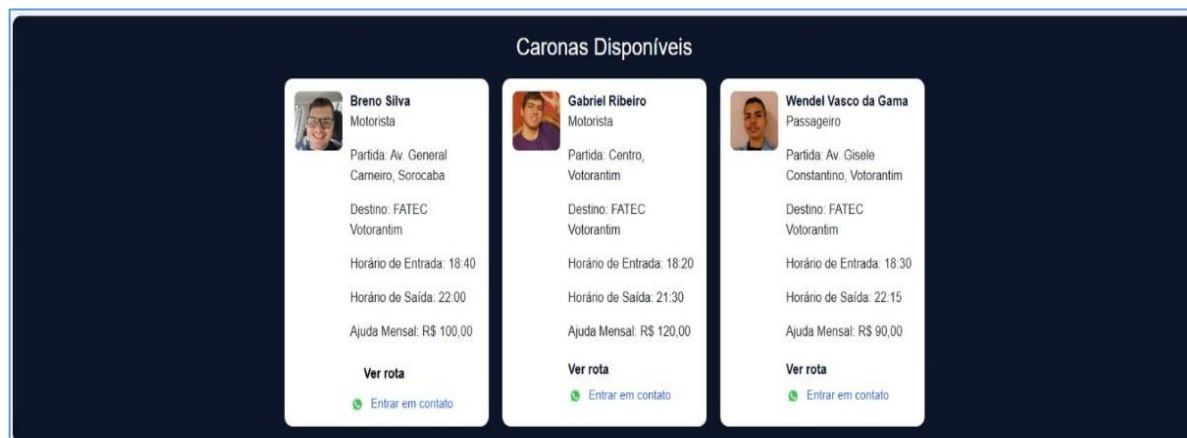 Caronas Disponíveis
Breno Silva
Motorista
Partida: Av. General
Carneiro, Sorocaba
Destino: FATEC
Votorantim
Horário de Entrada: 18:40
Horário de Saída: 22:00
Ajuda Mensal: R$ 100,00
Ver rota
Entrar em contato
Gabriel Ribeiro
Motorista
Partida: Centro,
Votorantim
Destino: FATEC
Votorantim
Horário de Entrada: 18:20
Horário de Saída: 21:30
Ajuda Mensal: R$ 120,00
Ver rota
Entrar em contato
Wendel Vasco da Gama
Passageiro
Partida: Av. Gisele
Constantino, Votorantim
Destino: FATEC
Votorantim
Horário de Entrada: 18:30
Horário de Saída: 22:15
Ajuda Mensal: R$ 90,00
Ver rota
Entrar em contato